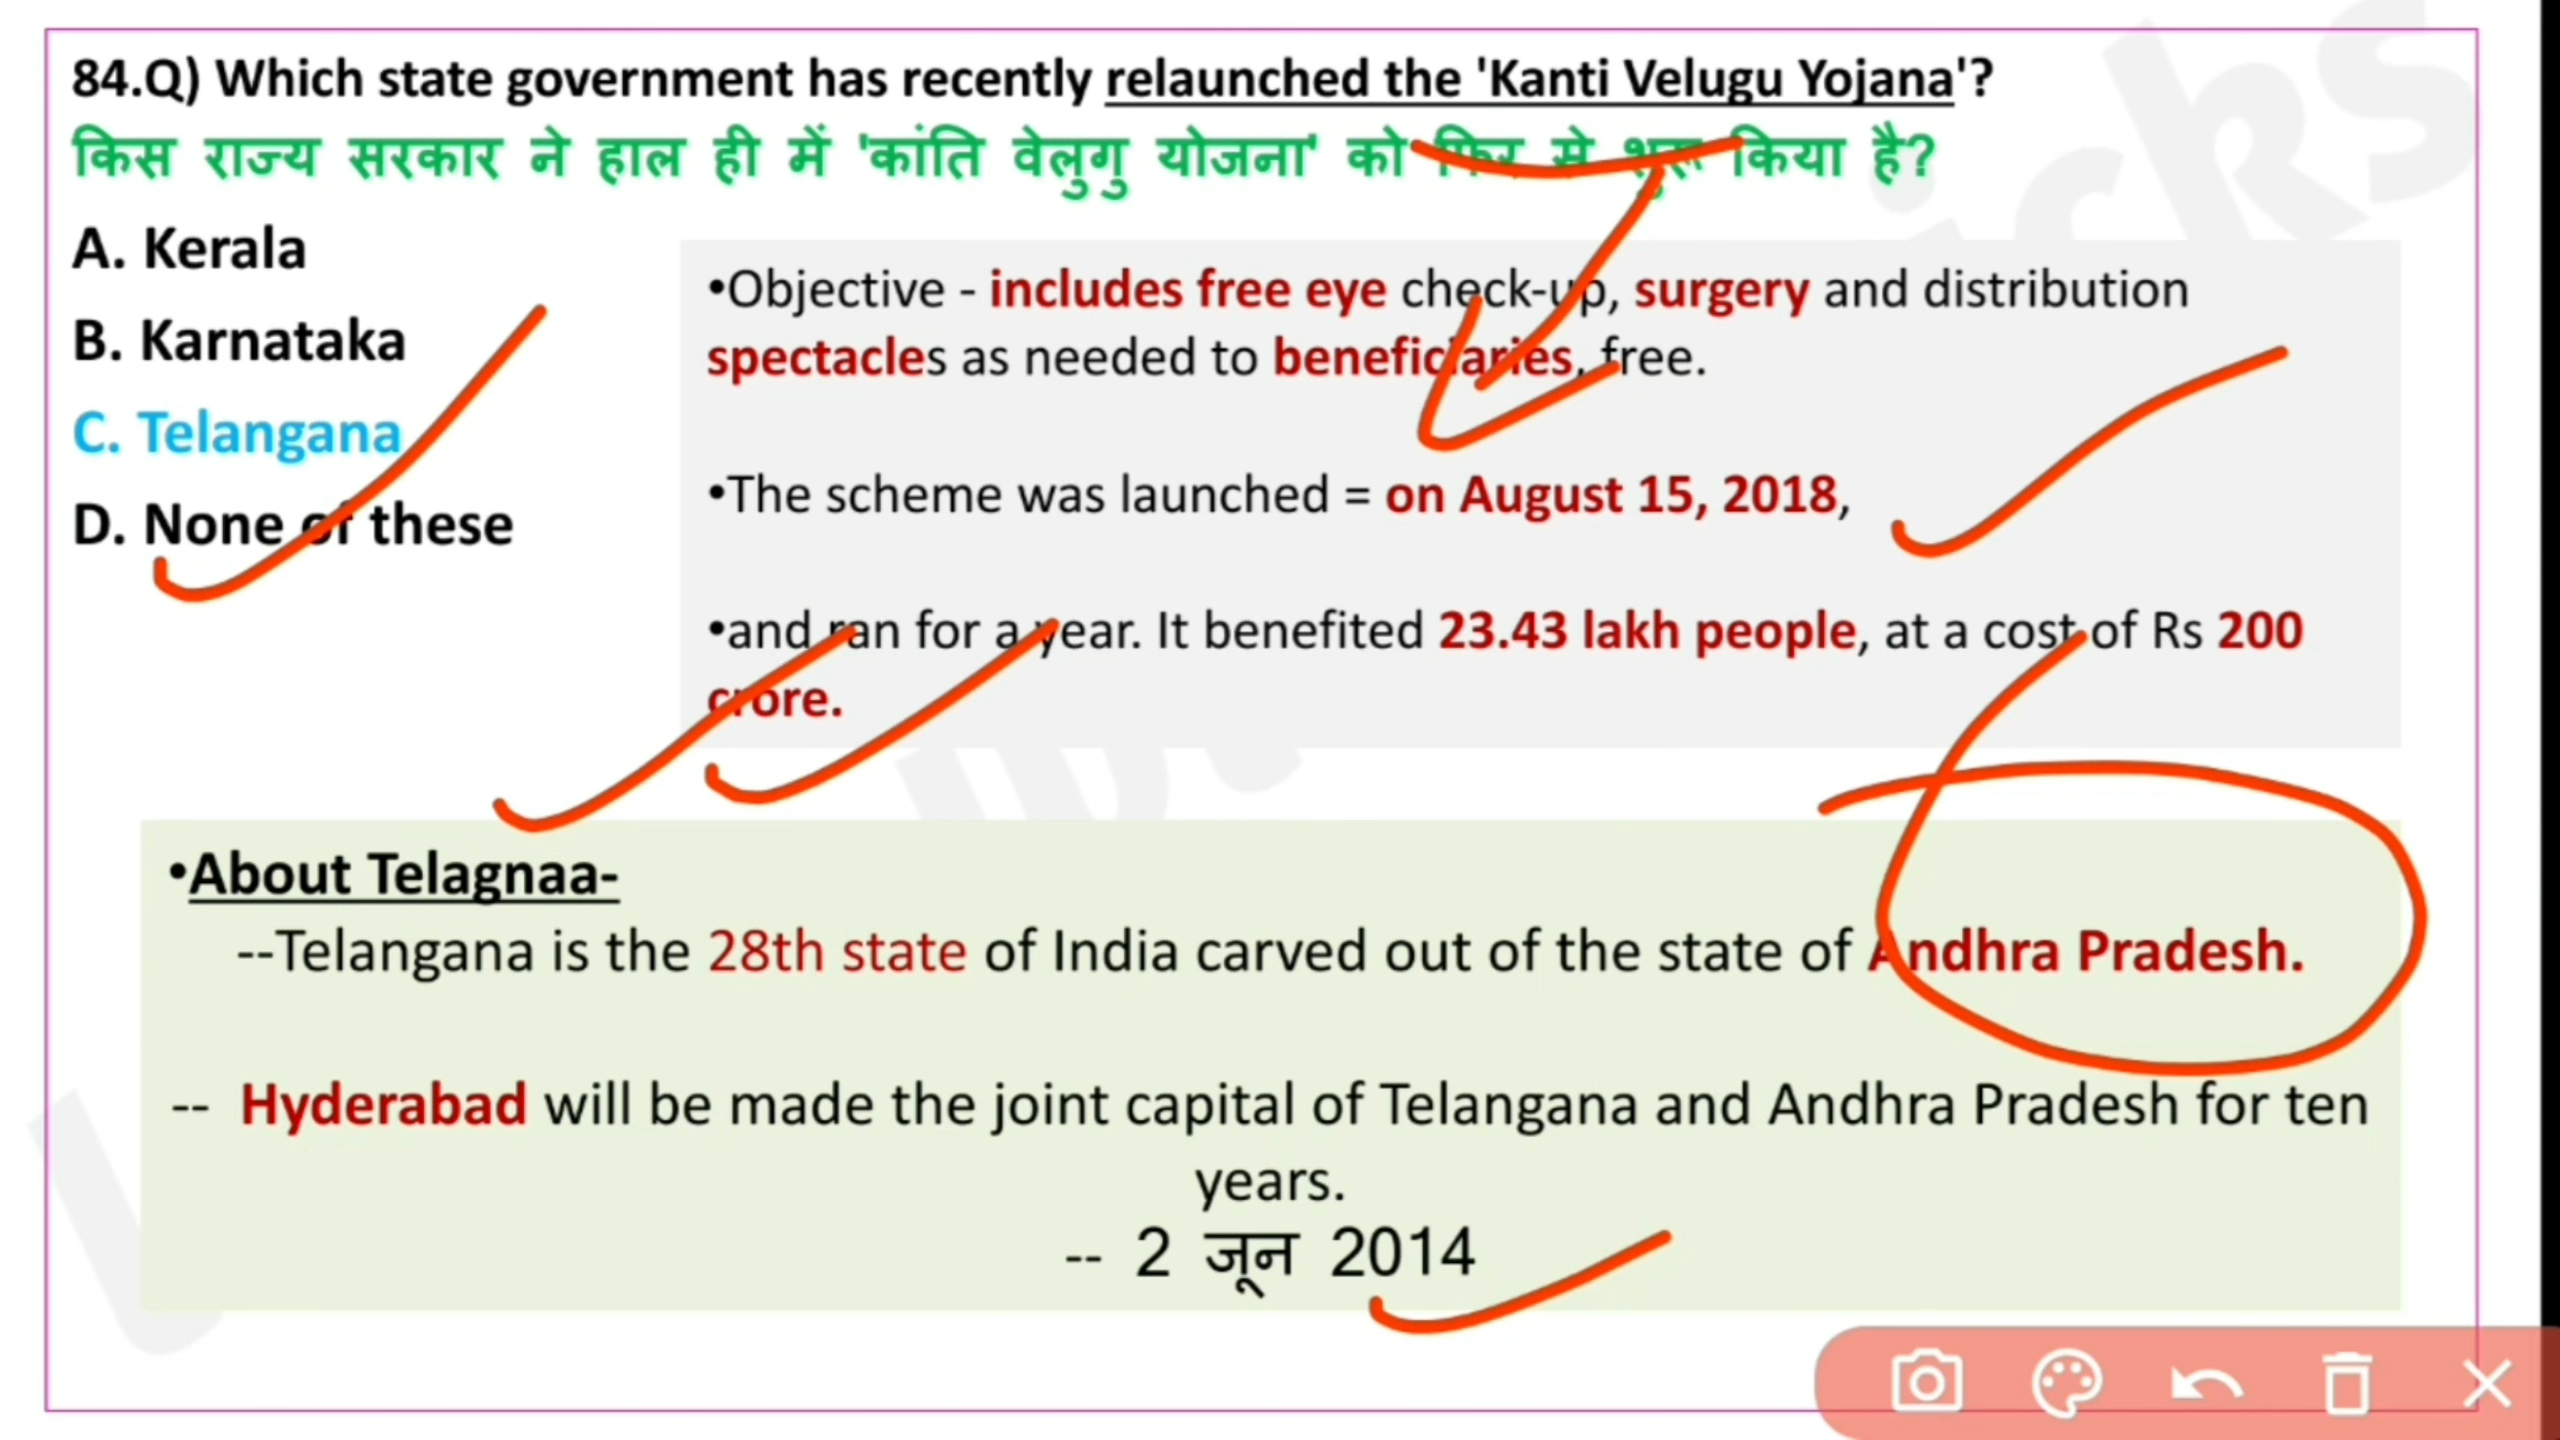 84.Q) Which state government has recently relaunched the 'Kanti Velugu Yojana'?
किस राज्य सरकार ने हाल ही में 'कांति वेलुगु योजना' को फिर से शुरू किया है?
A. Kerala
B. Karnataka
C. Telangana
D. None of these
•Objective - includes free eye check-up, surgery and distribution
spectacles as needed to beneficiaries, free.
•The scheme was launched = on August 15, 2018,
•and ran for a year. It benefited 23.43 lakh people, at a cost of Rs 200
crore.
•About Telagnaa-
--Telangana is the 28th state of India carved out of the state of Andhra Pradesh.
-- Hyderabad will be made the joint capital of Telangana and Andhra Pradesh for ten
years.
-- 2 जून 2014